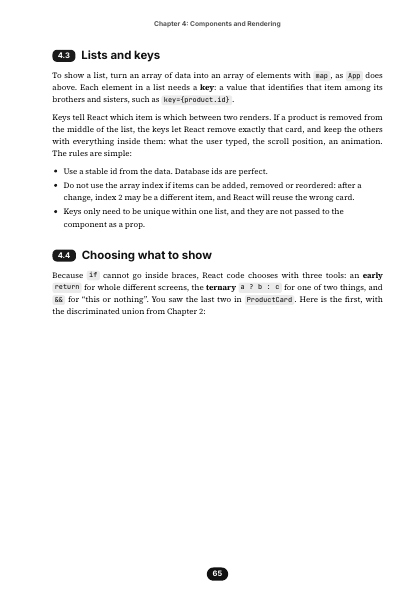 Chapter 4: Components and Rendering
4.3 Lists and keys
To show a list, turn an array of data into an array of elements with map, as App does
above. Each element in a list needs a key: a value that identifies that item among its
brothers and sisters, such as key={product.id}.
Keys tell React which item is which between two renders. If a product is removed from
the middle of the list, the keys let React remove exactly that card, and keep the others
with everything inside them: what the user typed, the scroll position, an animation.
The rules are simple:
• Use a stable id from the data. Database ids are perfect.
• Do not use the array index if items can be added, removed or reordered: after a
change, index 2 may be a different item, and React will reuse the wrong card.
• Keys only need to be unique within one list, and they are not passed to the
component as a prop.
4.4 Choosing what to show
Because if cannot go inside braces, React code chooses with three tools: an early
return for whole different screens, the ternary a ? b : c for one of two things, and
&& for “this or nothing”. You saw the last two in ProductCard. Here is the first, with
the discriminated union from Chapter 2:
65